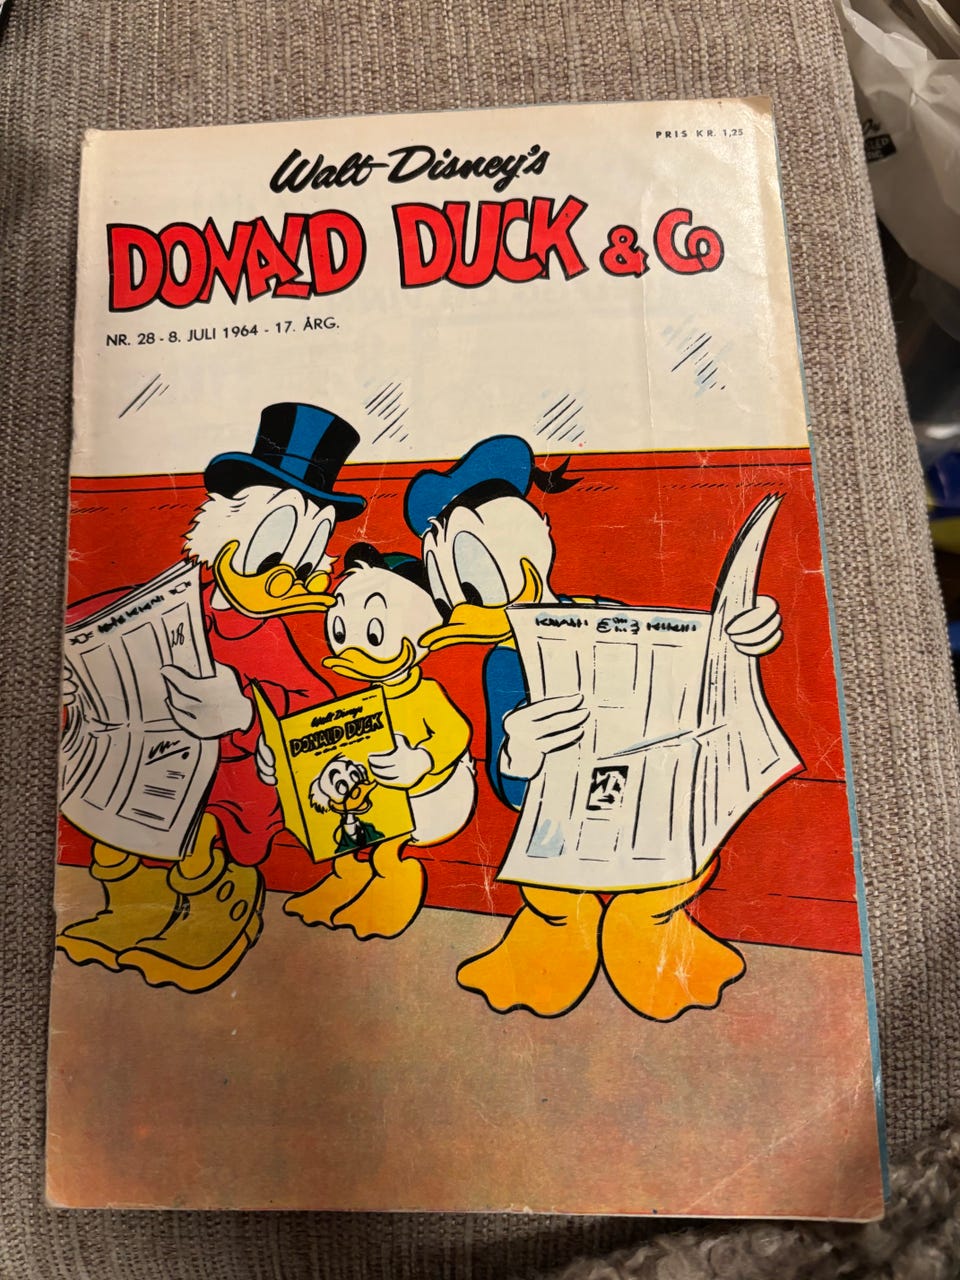 PRIS KR. 1,25
Walt Disney's
DONALD DUCK & Co
NR. 28 - 8. JULI 1964 - 17. ÅRG.
Walt Disney's
DONALD DUCK